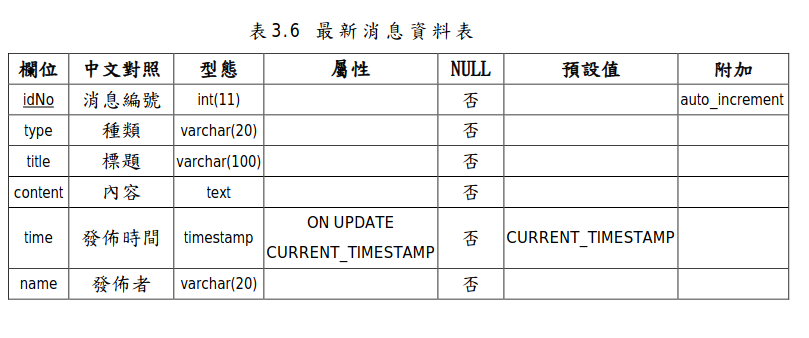 表3.6 最新消息資料表
欄位 中文對照 型態 屬性 NULL 預設值 附加
idNo 消息編號 int(11) 否 auto_increment
type 種類 varchar(20) 否
title 標題 varchar(100) 否
content 內容 text 否
time 發佈時間 timestamp ON UPDATE CURRENT_TIMESTAMP 否 CURRENT_TIMESTAMP
name 發佈者 varchar(20) 否